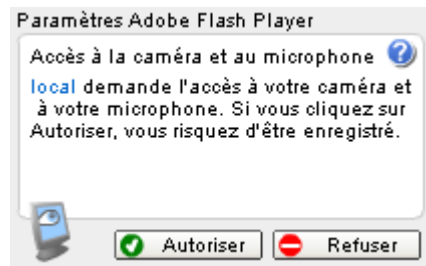 Paramètres Adobe Flash Player
Accès à la caméra et au microphone ?
local demande l'accès à votre caméra et
à votre microphone. Si vous cliquez sur
Autoriser, vous risquez d'être enregistré.
Autoriser Refuser